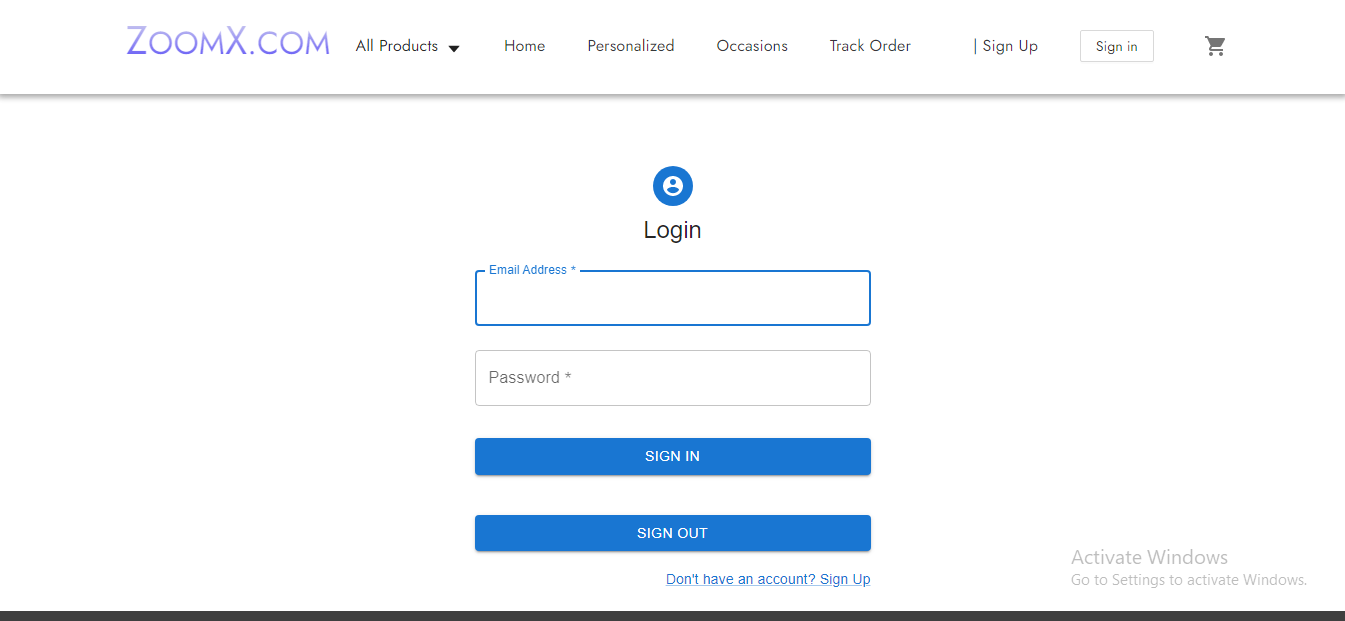 ZOOMX.COM All Products Home Personalized Occasions Track Order | Sign Up Sign in
Login
Email Address *
Password *
SIGN IN
SIGN OUT
Don't have an account? Sign Up
Activate Windows
Go to Settings to activate Windows.